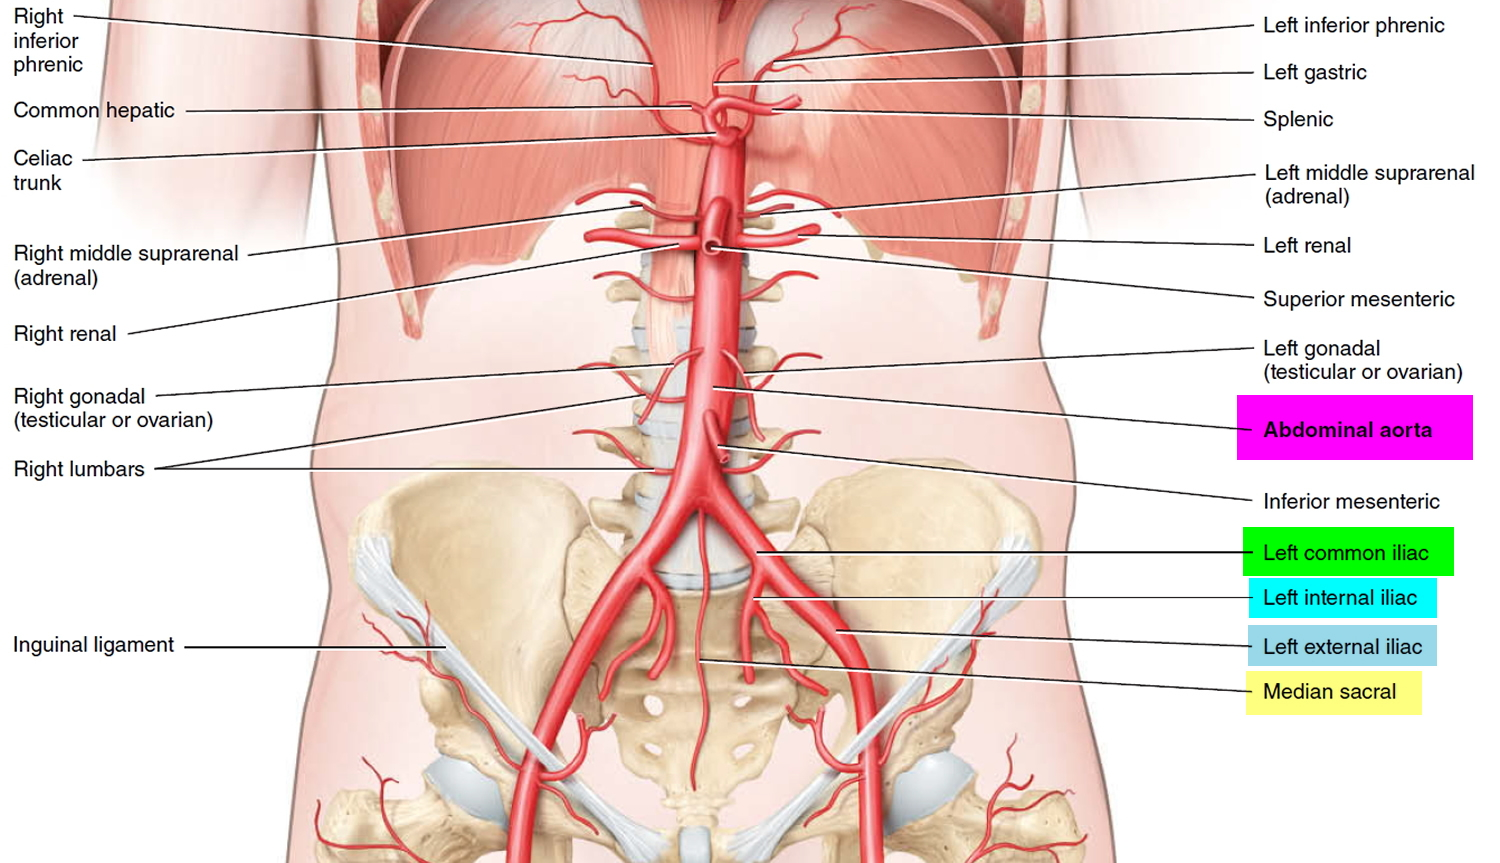 Right
inferior
phrenic
Common hepatic
Celiac
trunk
Right middle suprarenal
(adrenal)
Right renal
Right gonadal
(testicular or ovarian)
Right lumbars
Inguinal ligament
Left inferior phrenic
Left gastric
Splenic
Left middle suprarenal
(adrenal)
Left renal
Superior mesenteric
Left gonadal
(testicular or ovarian)
Abdominal aorta
Inferior mesenteric
Left common iliac
Left internal iliac
Left external iliac
Median sacral